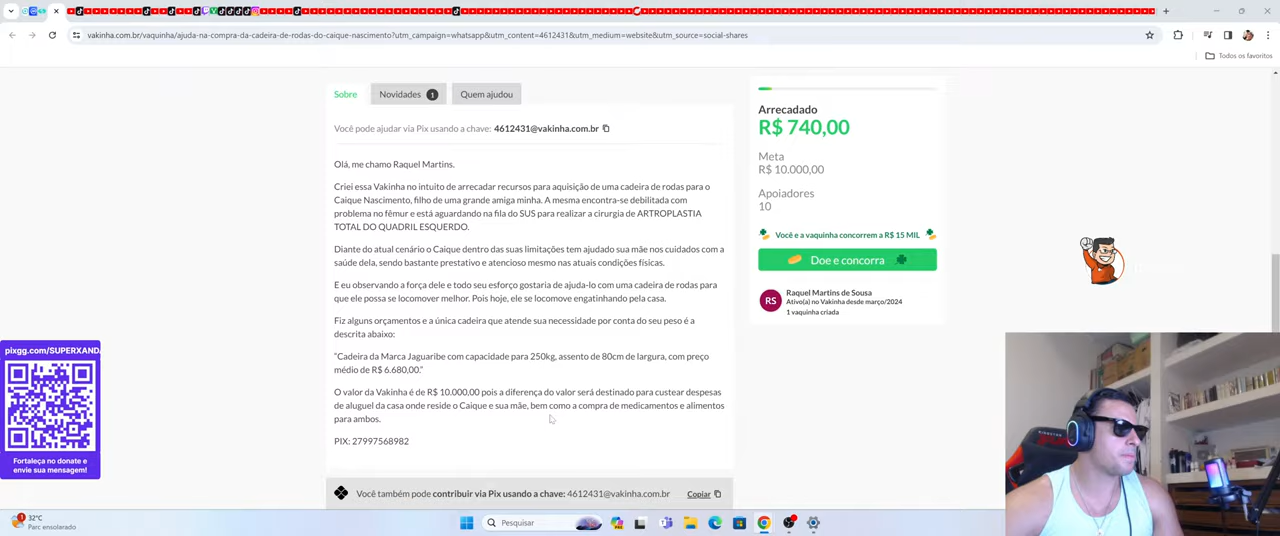 vakinha.com.br/vaquinha/ajuda-na-compra-da-cadeira-de-rodas-do-caique-nascimento?utm_campaign=whatsapp&utm_content=4612431&utm_medium=website&utm_source=social-shares
Todos os favoritos
Sobre
Novidades 1
Quem ajudou
Você pode ajudar via Pix usando a chave: 4612431@vakinha.com.br
Olá, me chamo Raquel Martins.
Criei essa Vakinha no intuito de arrecadar recursos para aquisição de uma cadeira de rodas para o
Caique Nascimento, filho de uma grande amiga minha. A mesma encontra-se debilitada com
problema no fêmur e está aguardando na fila do SUS para realizar a cirurgia de ARTROPLASTIA
TOTAL DO QUADRIL ESQUERDO.
Diante do atual cenário o Caique dentro das suas limitações tem ajudado sua mãe nos cuidados com a
saúde dela, sendo bastante prestativo e atencioso mesmo nas atuais condições físicas.
E eu observando a força dele e todo seu esforço gostaria de ajuda-lo com uma cadeira de rodas para
que ele possa se locomover melhor. Pois hoje, ele se locomove engatinhando pela casa.
Fiz alguns orçamentos e a única cadeira que atende sua necessidade por conta do seu peso é a
descrita abaixo:
"Cadeira da Marca Jaguaribe com capacidade para 250kg, assento de 80cm de largura, com preço
médio de R$ 6.680,00."
O valor da Vakinha é de R$ 10.000,00 pois a diferença do valor será destinado para custear despesas
de aluguel da casa onde reside o Caique e sua mãe, bem como a compra de medicamentos e alimentos
para ambos.
PIX: 27997568982
Você também pode contribuir via Pix usando a chave: 4612431@vakinha.com.br
Copiar
Arrecadado
R$ 740,00
Meta
R$ 10.000,00
Apoiadores
10
Você e a vaquinha concorrem a R$ 15 MIL
Doe e concorra
RS
Raquel Martins de Sousa
Ativo(a) no Vakinha desde março/2024
1 vaquinha criada
pixgg.com/SUPERXANDA
Fortaleça no donate e
envie sua mensagem!
1
32°C
Parc ensolarado
Pesquisar